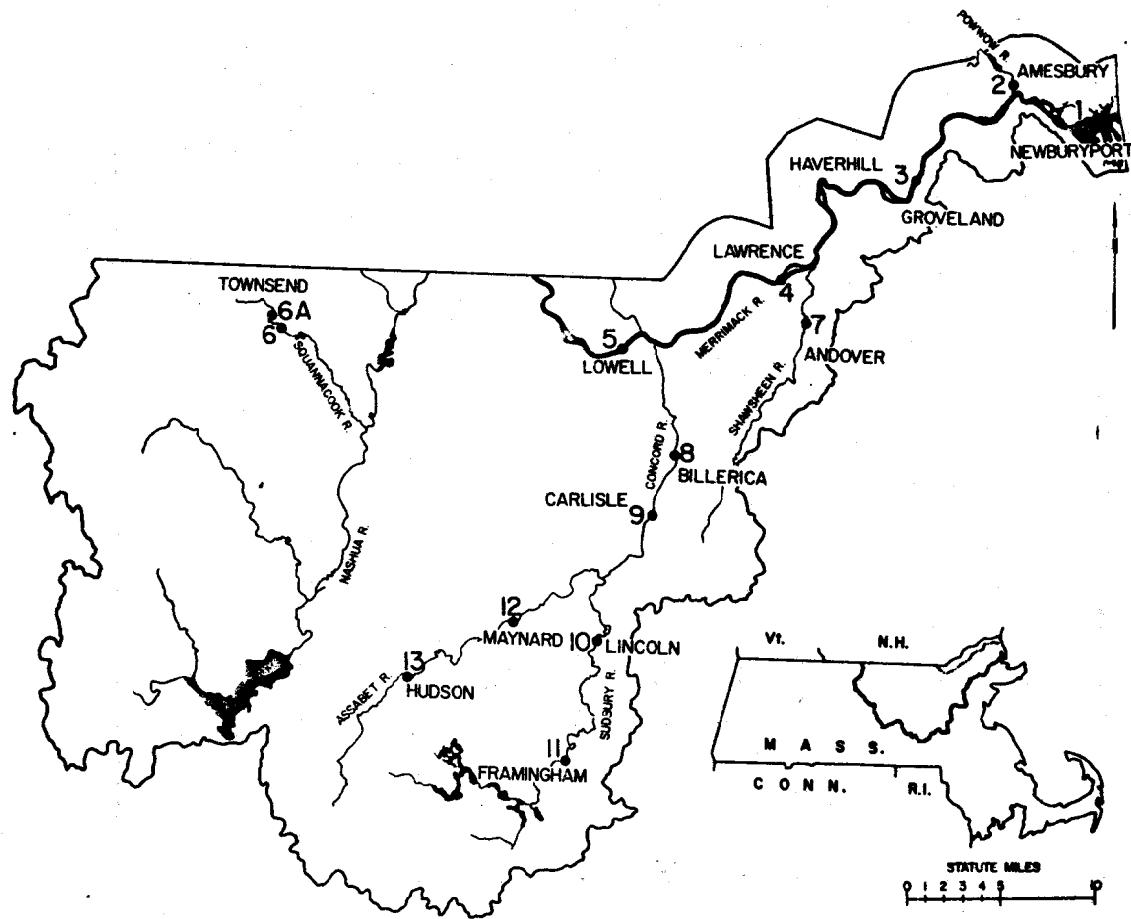 POWWOW R.
AMESBURY
2
1
NEWBURYPORT
HAVERHILL
3
GROVELAND
LAWRENCE
4
MERRIMACK R.
TOWNSEND
6A
6
SQUANNACOOK R.
5
LOWELL
7
ANDOVER
SHAWSHEEN R.
CONCORD R.
8
BILLERICA
CARLISLE
9
NASHUA R.
12
MAYNARD
10
LINCOLN
13
HUDSON
ASSABET R.
SUDBURY R.
11
FRAMINGHAM
Vt.
N.H.
MASS.
CONN.
R.I.
STATUTE MILES
0 1 2 3 4 5 10